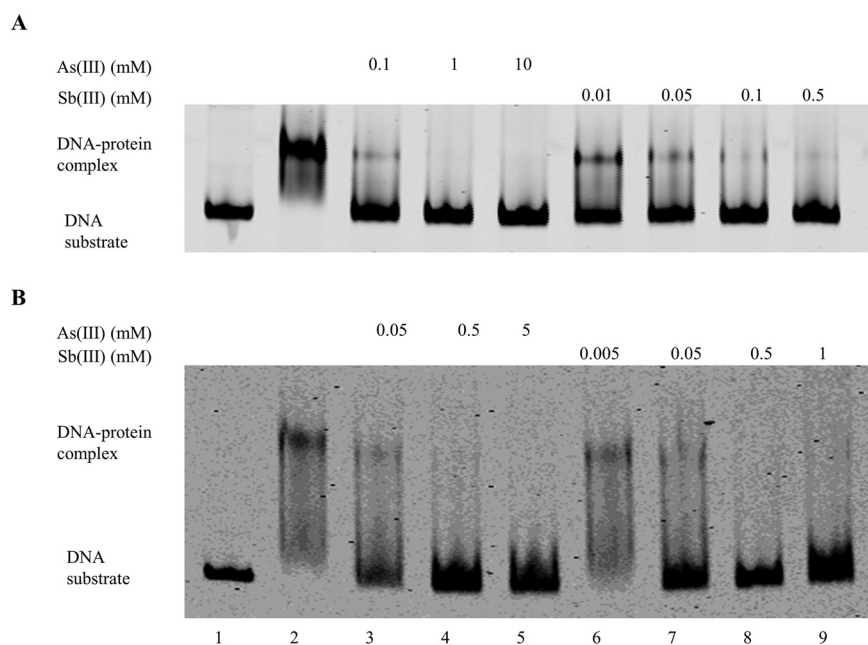 A
As(III) (mM) 0.1 1 10
Sb(III) (mM) 0.01 0.05 0.1 0.5
DNA-protein
complex
DNA
substrate
B
As(III) (mM) 0.05 0.5 5
Sb(III) (mM) 0.005 0.05 0.5 1
DNA-protein
complex
DNA
substrate
1 2 3 4 5 6 7 8 9